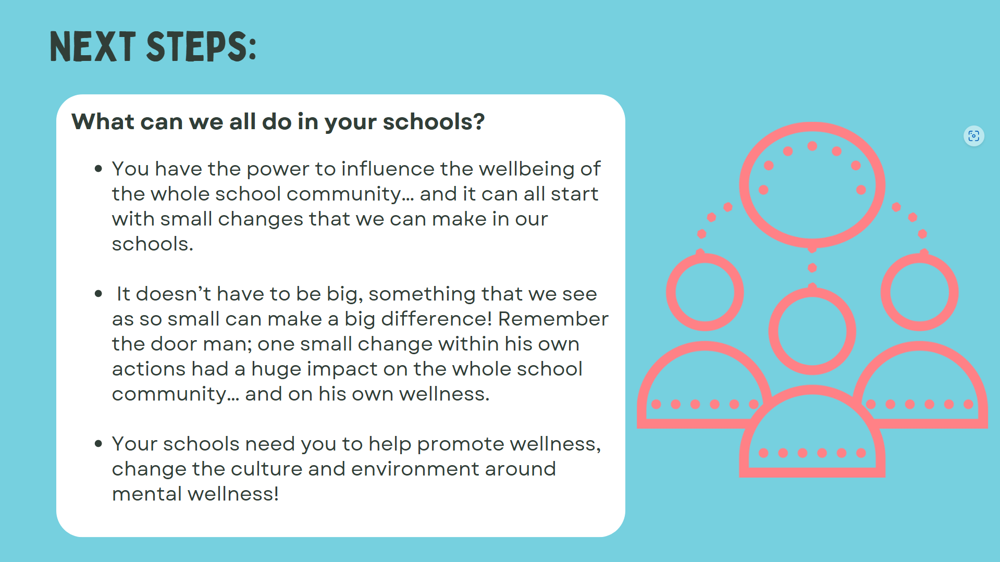 NEXT STEPS:
What can we all do in your schools?
• You have the power to influence the wellbeing of
the whole school community... and it can all start
with small changes that we can make in our
schools.
• It doesn’t have to be big, something that we see
as so small can make a big difference! Remember
the door man; one small change within his own
actions had a huge impact on the whole school
community... and on his own wellness.
• Your schools need you to help promote wellness,
change the culture and environment around
mental wellness!